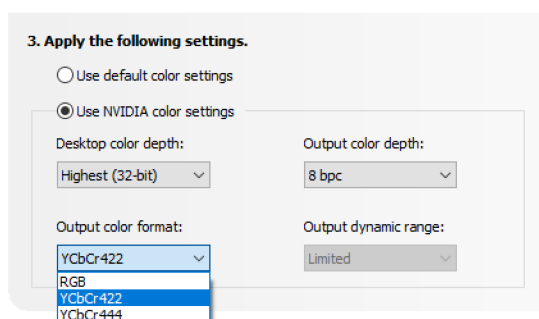 3. Apply the following settings.
Use default color settings
Use NVIDIA color settings
Desktop color depth:
Output color depth:
Highest (32-bit)
8 bpc
Output color format:
Output dynamic range:
YCbCr422
Limited
RGB
YCbCr422
YCbCr444